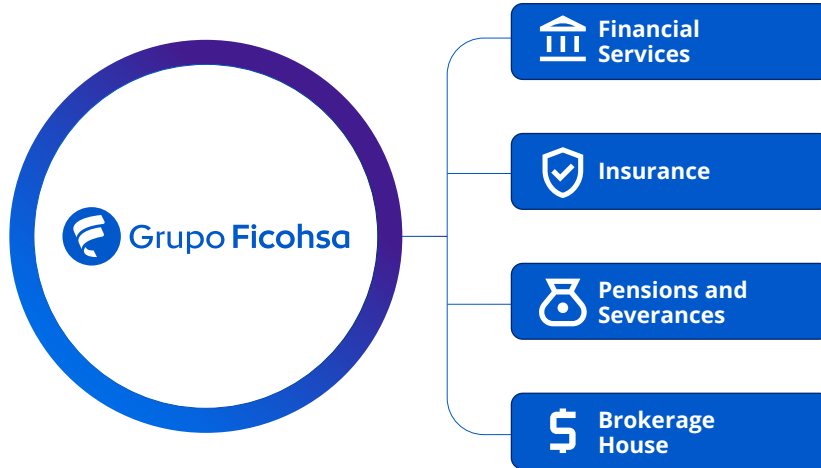 Grupo Ficohsa
Financial
Services
Insurance
Pensions and
Severances
Brokerage
House